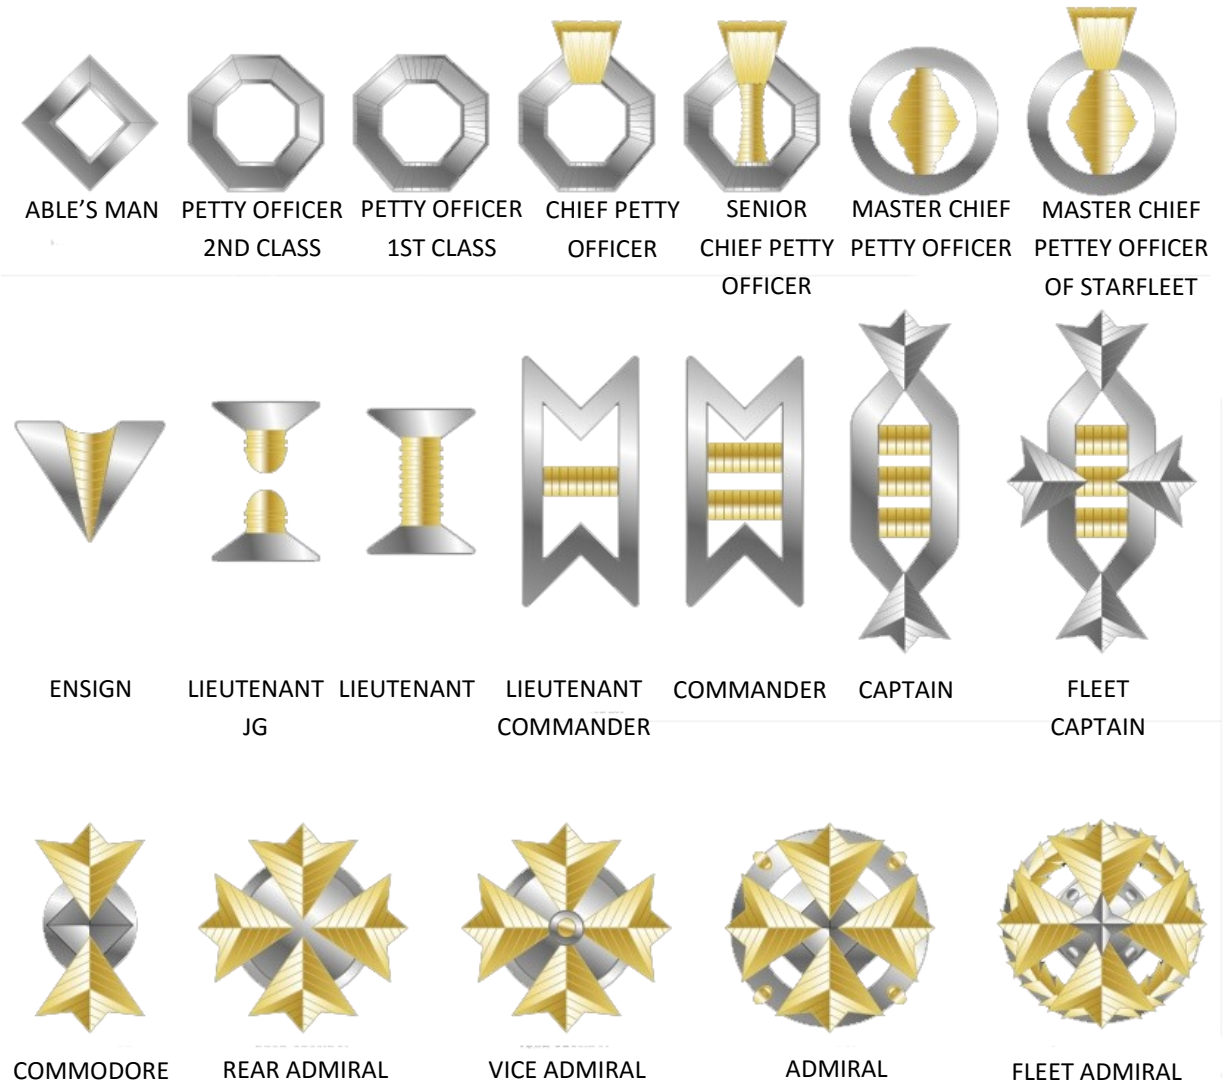 ABLE'S MAN
PETTY OFFICER
2ND CLASS
PETTY OFFICER
1ST CLASS
CHIEF PETTY
OFFICER
SENIOR
CHIEF PETTY
OFFICER
MASTER CHIEF
PETTY OFFICER
MASTER CHIEF
PETTEY OFFICER
OF STARFLEET
ENSIGN
LIEUTENANT
JG
LIEUTENANT
LIEUTENANT
COMMANDER
COMMANDER
CAPTAIN
FLEET
CAPTAIN
COMMODORE
REAR ADMIRAL
VICE ADMIRAL
ADMIRAL
FLEET ADMIRAL